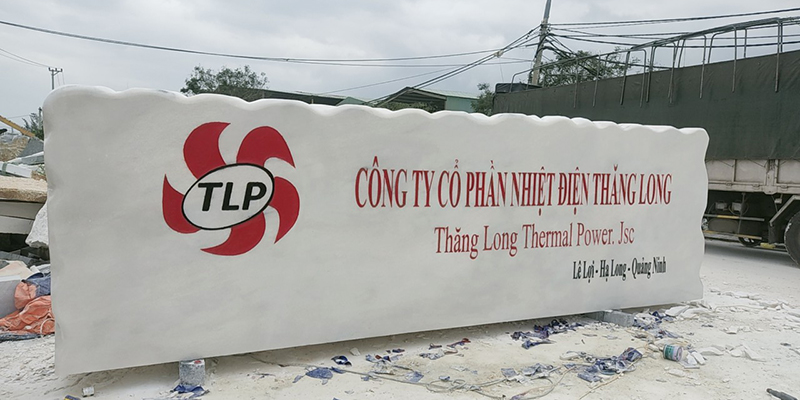 TLP
CÔNG TY CỔ PHẦN NHIỆT ĐIỆN THĂNG LONG
Thăng Long Thermal Power. Jsc
Lê Lợi - Hạ Long - Quảng Ninh